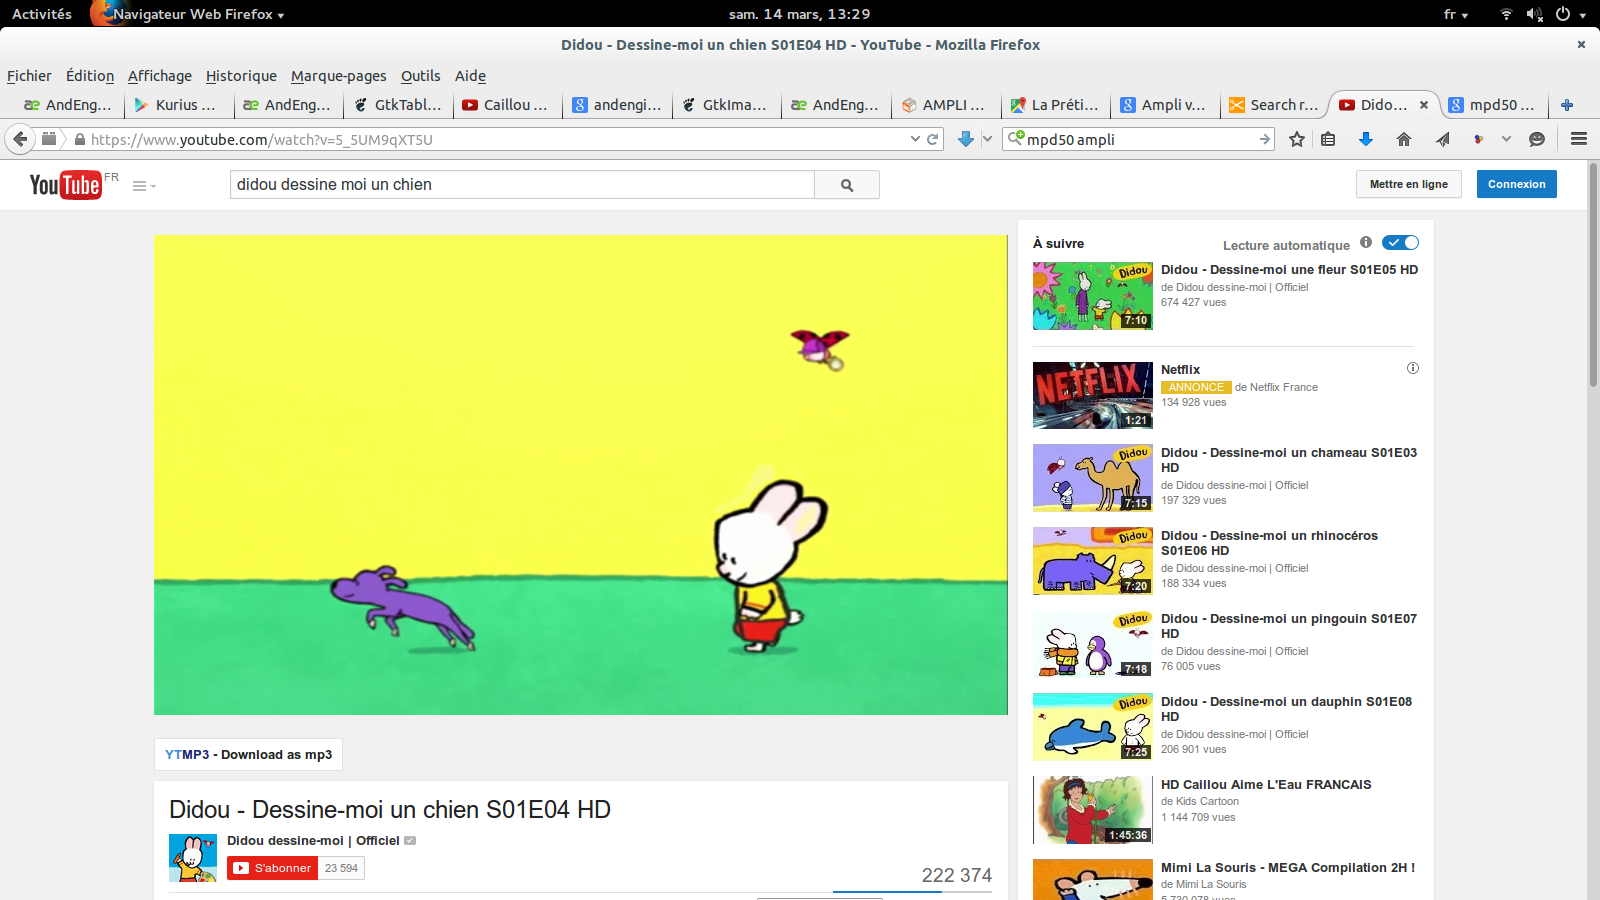 Activités
Navigateur Web Firefox
sam. 14 mars, 13:29
fr
Didou - Dessine-moi un chien S01E04 HD - YouTube - Mozilla Firefox
Fichier Édition Affichage Historique Marque-pages Outils Aide
AndEng…
Kurius …
AndEng…
GtkTabl…
Caillou …
andengi…
GtkIma…
AndEng…
AMPLI …
La Préti…
Ampli v…
Search r…
Dido…
mpd50 …
https://www.youtube.com/watch?v=5_5UM9qXT5U
mpd50 ampli
YouTube FR
didou dessine moi un chien
Mettre en ligne
Connexion
À suivre
Lecture automatique
Didou
7:10
Didou - Dessine-moi une fleur S01E05 HD
de Didou dessine-moi | Officiel
674 427 vues
NETFLIX
1:21
Netflix
ANNONCE de Netflix France
134 928 vues
Didou
7:15
Didou - Dessine-moi un chameau S01E03
HD
de Didou dessine-moi | Officiel
197 329 vues
Didou
7:20
Didou - Dessine-moi un rhinocéros
S01E06 HD
de Didou dessine-moi | Officiel
188 334 vues
Didou
7:18
Didou - Dessine-moi un pingouin S01E07
HD
de Didou dessine-moi | Officiel
76 005 vues
Didou
7:25
Didou - Dessine-moi un dauphin S01E08
HD
de Didou dessine-moi | Officiel
206 901 vues
1:45:36
HD Caillou Aime L'Eau FRANCAIS
de Kids Cartoon
1 144 709 vues
Mimi La Souris - MEGA Compilation 2H !
de Mimi La Souris
5 730 078 vues
YTMP3 - Download as mp3
Didou - Dessine-moi un chien S01E04 HD
Didou dessine-moi | Officiel
S'abonner
23 594
222 374